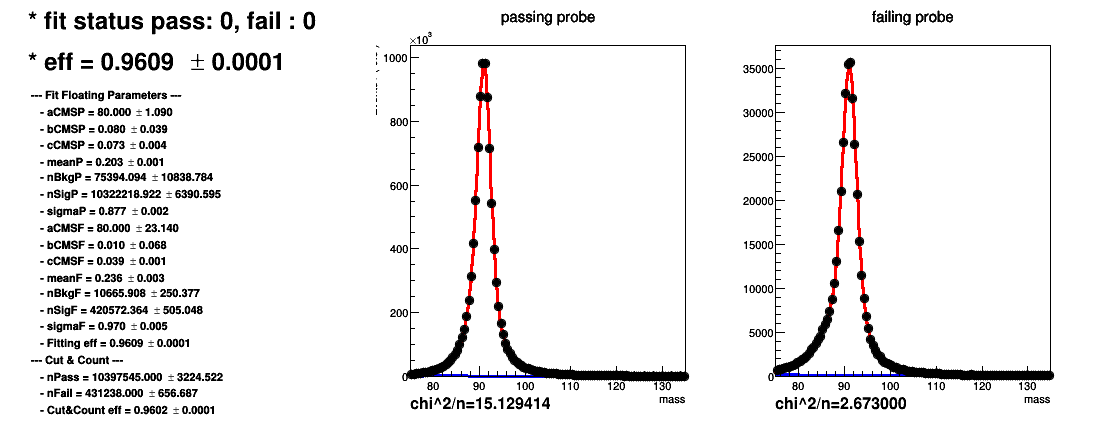 * fit status pass: 0, fail : 0
* eff = 0.9609 ± 0.0001
--- Fit Floating Parameters ---
- aCMSP = 80.000 ± 1.090
- bCMSP = 0.080 ± 0.039
- cCMSP = 0.073 ± 0.004
- meanP = 0.203 ± 0.001
- nBkgP = 75394.094 ± 10838.784
- nSigP = 10322218.922 ± 6390.595
- sigmaP = 0.877 ± 0.002
- aCMSF = 80.000 ± 23.140
- bCMSF = 0.010 ± 0.068
- cCMSF = 0.039 ± 0.001
- meanF = 0.236 ± 0.003
- nBkgF = 10665.908 ± 250.377
- nSigF = 420572.364 ± 505.048
- sigmaF = 0.970 ± 0.005
- Fitting eff = 0.9609 ± 0.0001
--- Cut & Count ---
- nPass = 10397545.000 ± 3224.522
- nFail = 431238.000 ± 656.687
- Cut&Count eff = 0.9602 ± 0.0001
passing probe
×10³
1000
800
600
400
200
0
80 90 100 110 120 130
mass
chi^2/n=15.129414
failing probe
35000
30000
25000
20000
15000
10000
5000
0
80 90 100 110 120 130
mass
chi^2/n=2.673000